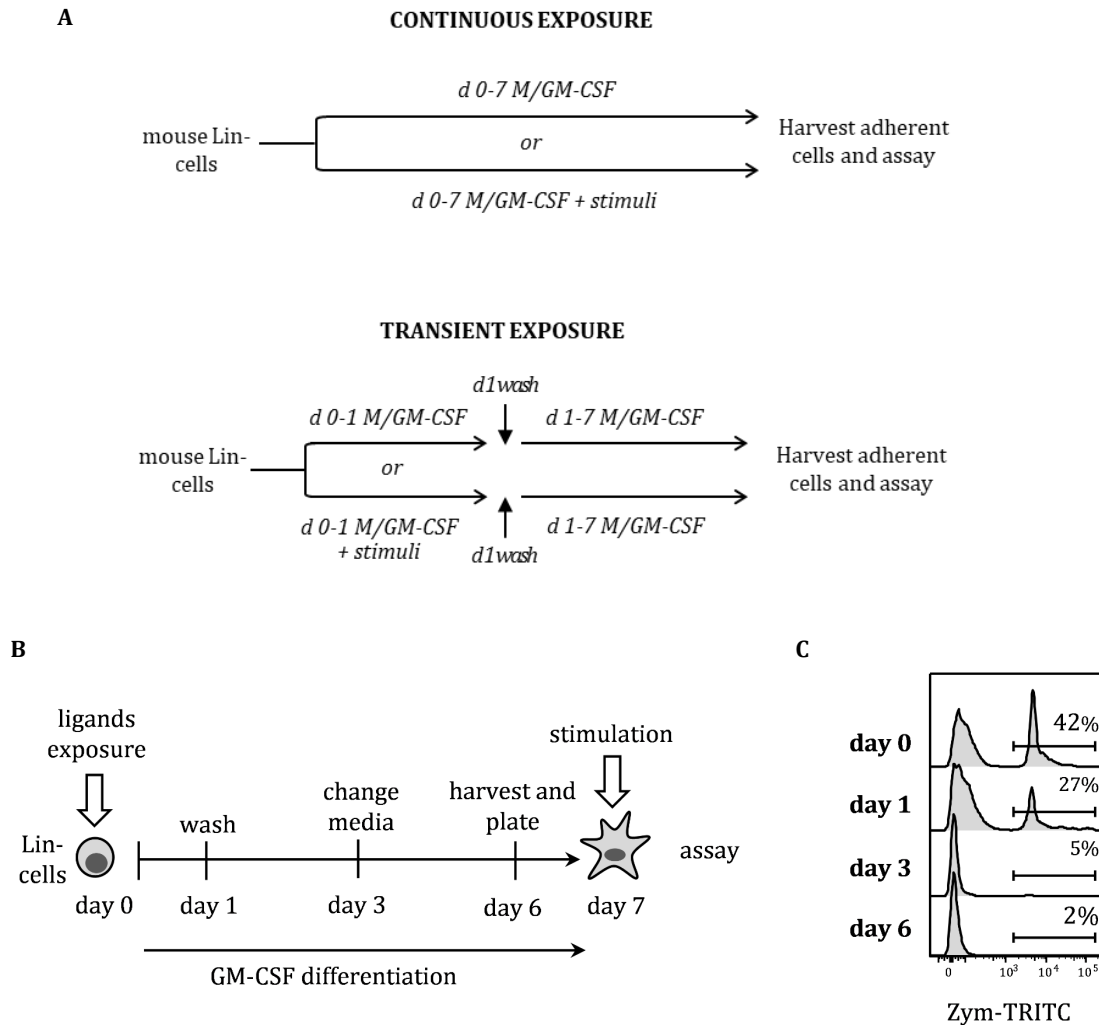 A
CONTINUOUS EXPOSURE
d 0-7 M/GM-CSF
mouse Lin-
cells
or
Harvest adherent
cells and assay
d 0-7 M/GM-CSF + stimuli
TRANSIENT EXPOSURE
d1wash
d 0-1 M/GM-CSF
d 1-7 M/GM-CSF
mouse Lin-
cells
or
Harvest adherent
cells and assay
d 0-1 M/GM-CSF
+ stimuli
d 1-7 M/GM-CSF
d1wash
B
ligands
exposure
stimulation
wash
change
media
harvest and
plate
Lin-
cells
assay
day 0
day 1
day 3
day 6
day 7
GM-CSF differentiation
C
day 0
42%
day 1
27%
day 3
5%
day 6
2%
0 10³ 10⁴ 10⁵
Zym-TRITC